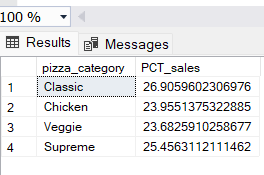 100 %
Results Messages
pizza_category PCT_sales
1 Classic 26.9059602306976
2 Chicken 23.9551375322885
3 Veggie 23.6825910258677
4 Supreme 25.4563112111462